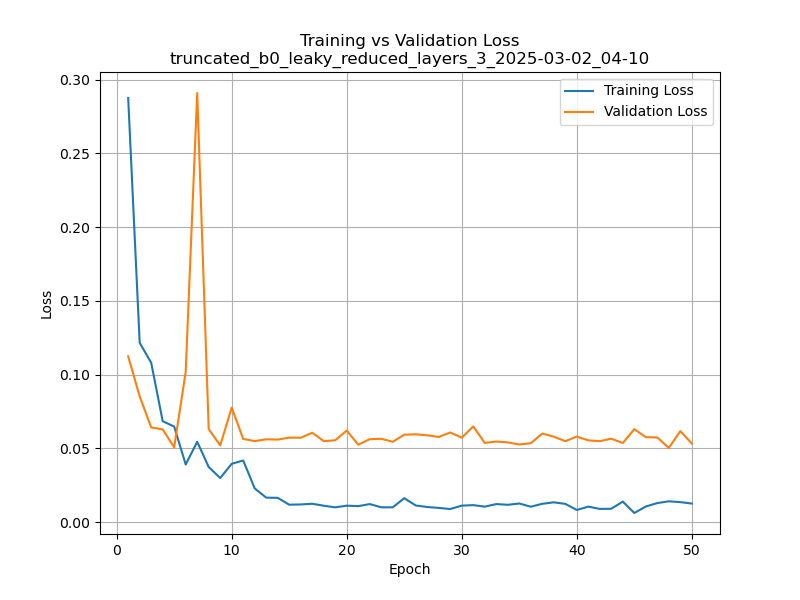 Training vs Validation Loss
truncated_b0_leaky_reduced_layers_3_2025-03-02_04-10
Training Loss
Validation Loss
0.30
0.25
0.20
0.15
0.10
0.05
0.00
Loss
0 10 20 30 40 50
Epoch